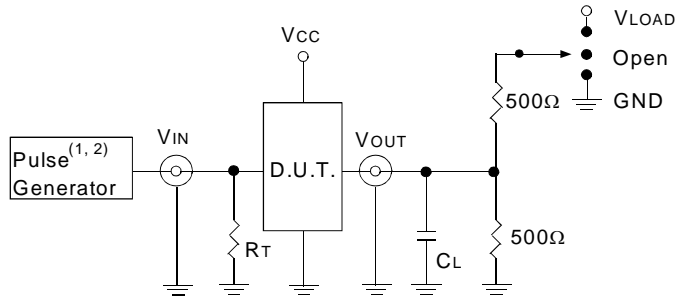 VLOAD
VCC
Open
500Ω
GND
VIN
VOUT
Pulse(1, 2)
Generator
D.U.T.
RT
CL
500Ω